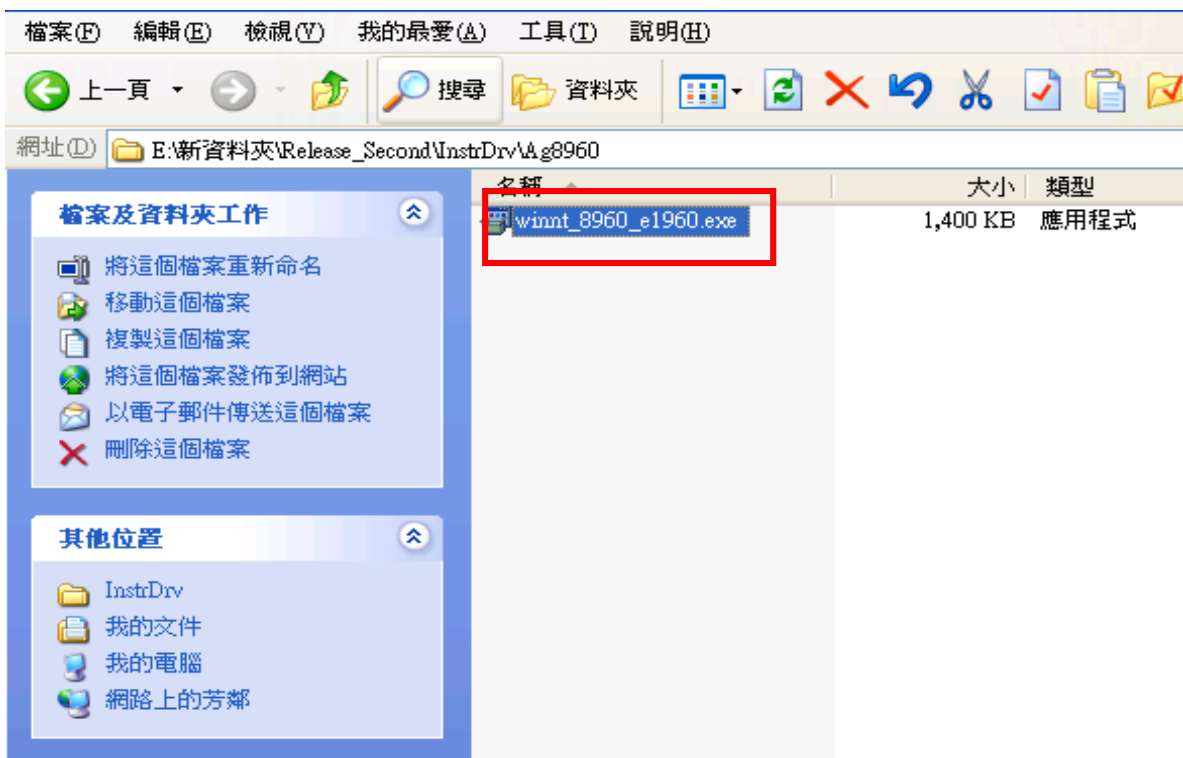 檔案(F) 編輯(E) 檢視(V) 我的最愛(A) 工具(T) 說明(H)
上一頁 搜尋 資料夾
網址(D) E:\新資料夾\Release_Second\InstrDrv\Ag8960
名稱 大小 類型
winnt_8960_e1960.exe 1,400 KB 應用程式
檔案及資料夾工作
將這個檔案重新命名
移動這個檔案
複製這個檔案
將這個檔案發佈到網站
以電子郵件傳送這個檔案
刪除這個檔案
其他位置
InstrDrv
我的文件
我的電腦
網路上的芳鄰